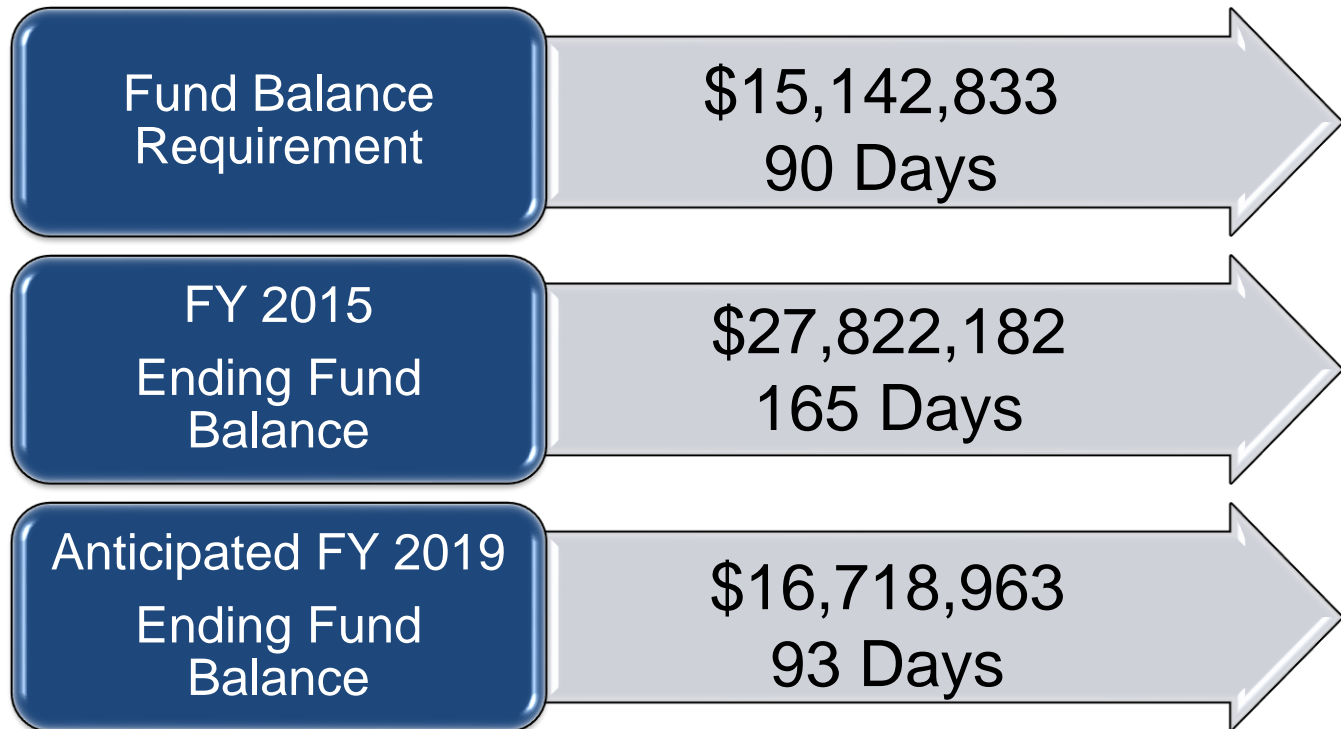 Fund Balance
Requirement
$15,142,833
90 Days
FY 2015
Ending Fund
Balance
$27,822,182
165 Days
Anticipated FY 2019
Ending Fund
Balance
$16,718,963
93 Days